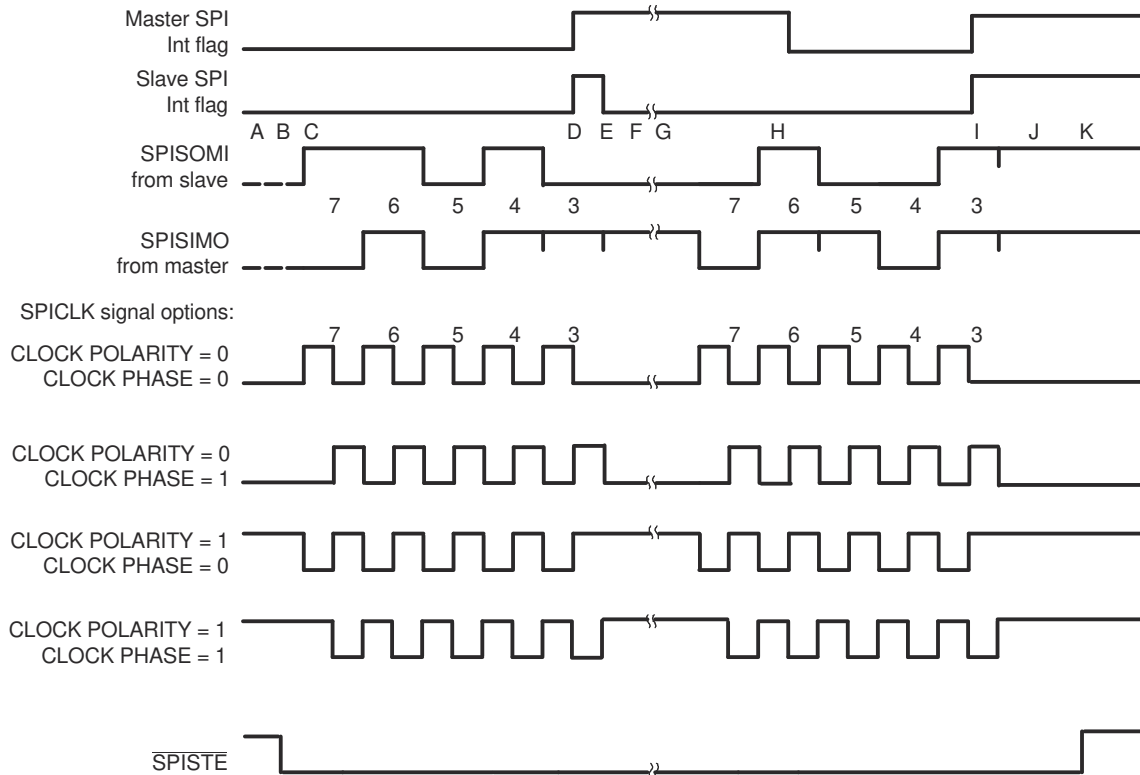 Master SPI
Int flag
Slave SPI
Int flag
A B C D E F G H I J K
SPISOMI
from slave
7 6 5 4 3 7 6 5 4 3
SPISIMO
from master
SPICLK signal options:
7 6 5 4 3 7 6 5 4 3
CLOCK POLARITY = 0
CLOCK PHASE = 0
CLOCK POLARITY = 0
CLOCK PHASE = 1
CLOCK POLARITY = 1
CLOCK PHASE = 0
CLOCK POLARITY = 1
CLOCK PHASE = 1
SPISTE